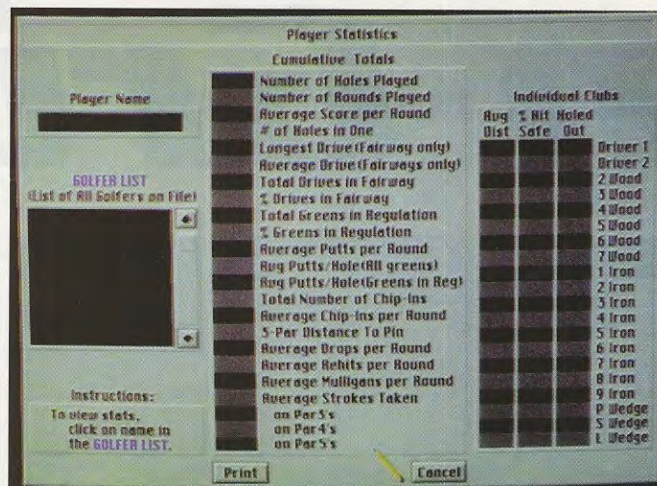 Player Statistics
Player Name
GOLFER LIST
(List of All Golfers on File)
Instructions:
To view stats,
click on name in
the GOLFER LIST.
Cumulative Totals
Number of Holes Played
Number of Rounds Played
Average Score per Round
# of Holes in One
Longest Drive(Fairway only)
Average Drive(Fairways only)
Total Drives in Fairway
% Drives in Fairway
Total Greens in Regulation
% Greens in Regulation
Average Putts per Round
Avg Putts/Hole(All greens)
Avg Putts/Hole(Greens in Reg)
Total Number of Chip-Ins
Average Chip-Ins per Round
3-Par Distance To Pin
Average Drops per Round
Average Rehits per Round
Average Mulligans per Round
Average Strokes Taken
on Par3's
on Par4's
on Par5's
Print
Cancel
Individual Clubs
Avg % Hit Holed
Dist Safe Out
Driver 1
Driver 2
2 Wood
3 Wood
4 Wood
5 Wood
6 Wood
7 Wood
1 Iron
2 Iron
3 Iron
4 Iron
5 Iron
6 Iron
7 Iron
8 Iron
9 Iron
P Wedge
S Wedge
L Wedge